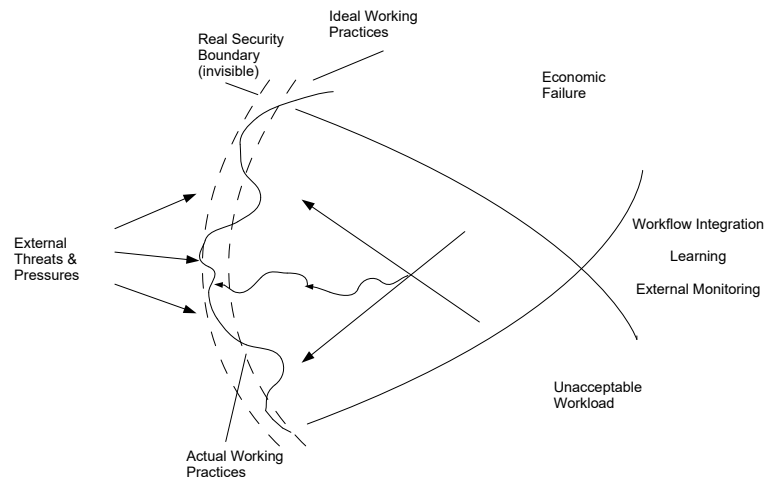 Ideal Working
Practices
Real Security
Boundary
(invisible)
Economic
Failure
External
Threats &
Pressures
Workflow Integration
Learning
External Monitoring
Unacceptable
Workload
Actual Working
Practices